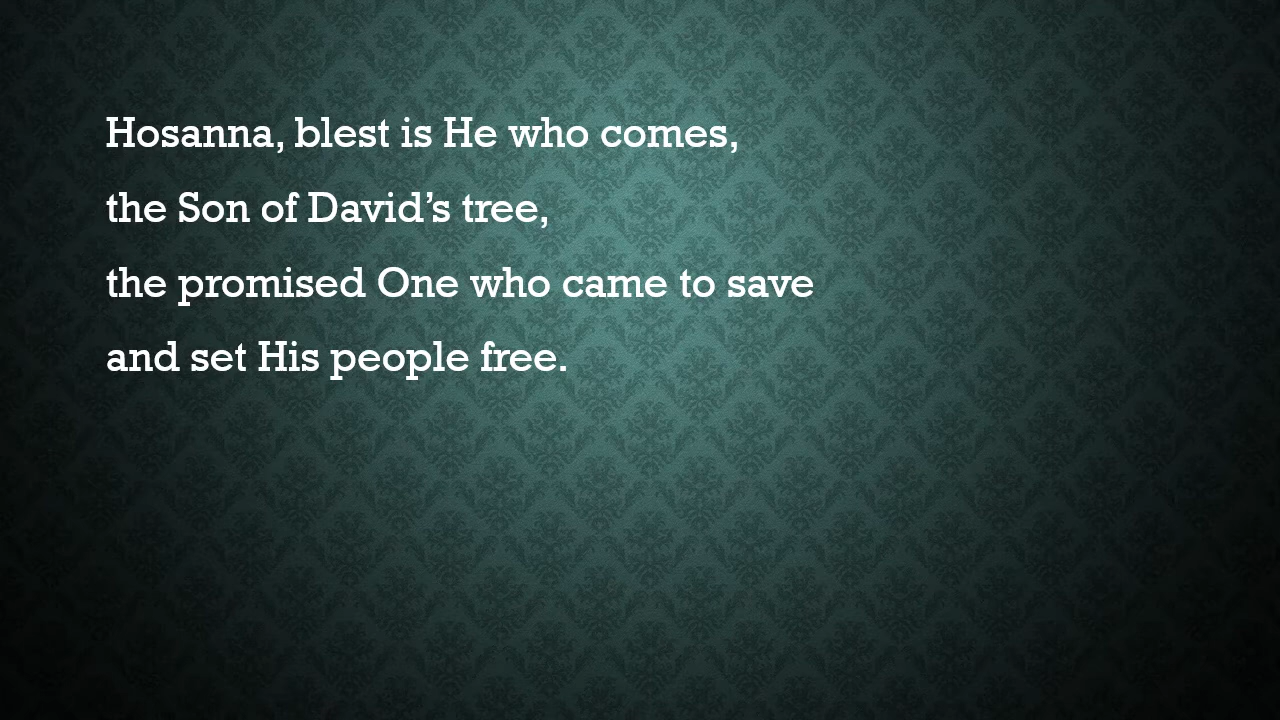 Hosanna, blest is He who comes,
the Son of David’s tree,
the promised One who came to save
and set His people free.